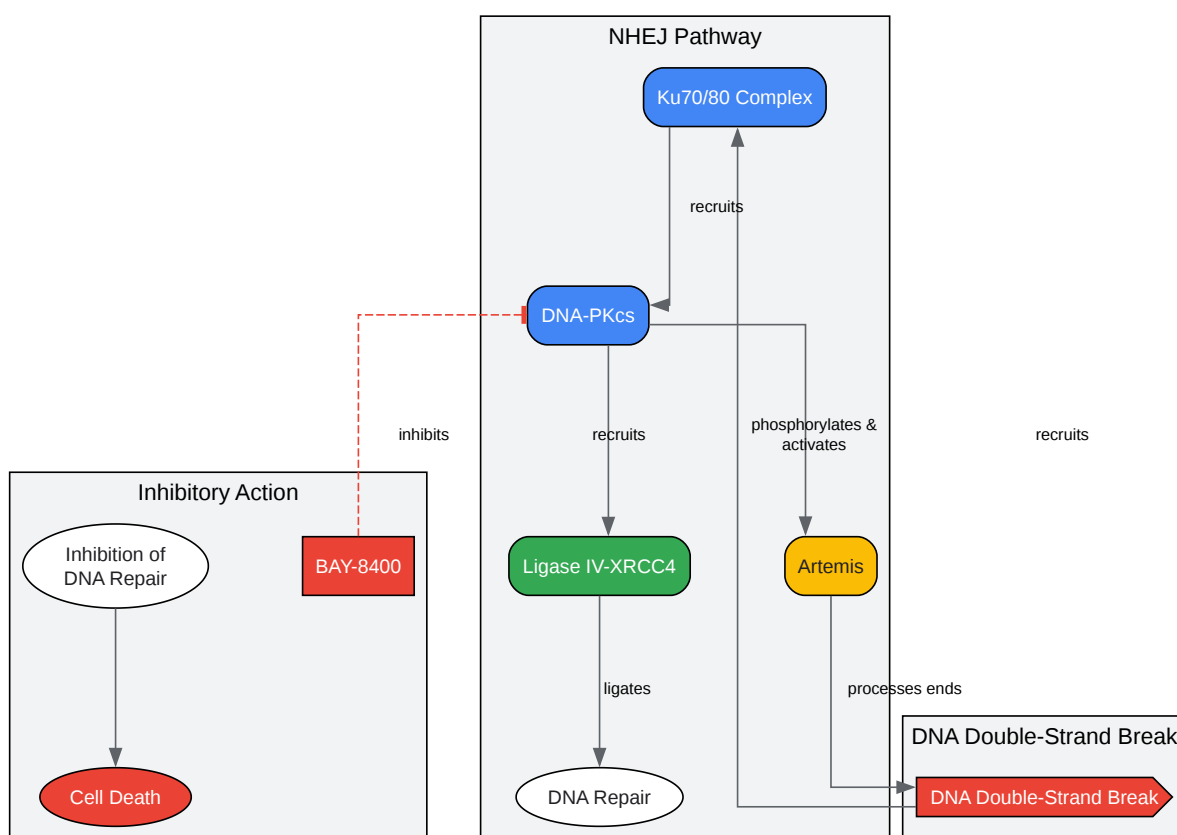 NHEJ Pathway
Ku70/80 Complex
recruits
DNA-PKcs
inhibits
recruits
phosphorylates &
activates
recruits
Inhibitory Action
Inhibition of
DNA Repair
BAY-8400
Ligase IV-XRCC4
Artemis
ligates
processes ends
DNA Double-Strand Break
Cell Death
DNA Repair
DNA Double-Strand Break